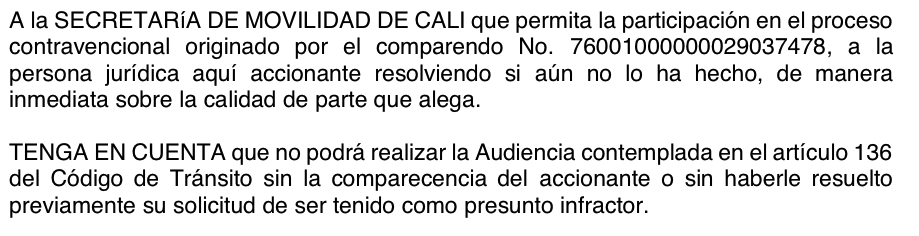 A la SECRETARíA DE MOVILIDAD DE CALI que permita la participación en el proceso
contravencional originado por el comparendo No. 76001000000029037478, a la
persona jurídica aquí accionante resolviendo si aún no lo ha hecho, de manera
inmediata sobre la calidad de parte que alega.
TENGA EN CUENTA que no podrá realizar la Audiencia contemplada en el artículo 136
del Código de Tránsito sin la comparecencia del accionante o sin haberle resuelto
previamente su solicitud de ser tenido como presunto infractor.